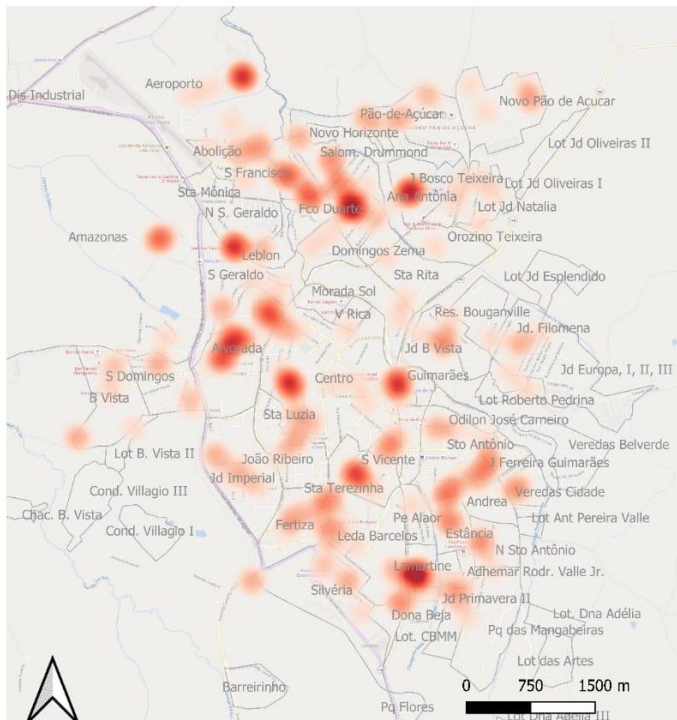 Aeroporto
Dis Industrial
Novo Pão de Acucar
Pão-de-Açúcar
Novo Horizonte
Lot Jd Oliveiras II
Abolição
Salom. Drummond
S Francisco
J Bosco Teixeira
Lot Jd Oliveiras I
Sta Mônica
Ana Antônia
Fco Duarte
N S. Geraldo
Lot Jd Natalia
Amazonas
Orozino Teixeira
Leblon
Domingos Zema
S Geraldo
Sta Rita
Lot Jd Esplendido
Morada Sol
V Rica
Res. Bouganville
Jd. Filomena
Alvorada
Jd B Vista
Jd Europa, I, II, III
S Domingos
Centro
Guimarães
B Vista
Lot Roberto Pedrina
Sta Luzia
Odilon José Carneiro
Sto Antônio
Veredas Belverde
Lot B. Vista II
João Ribeiro
S Vicente
J Ferreira Guimarães
Jd Imperial
Cond. Villagio III
Sta Terezinha
Andrea
Veredas Cidade
Chac. B. Vista
Pe Alaor
Lot Ant Pereira Valle
Cond. Villagio I
Fertiza
Leda Barcelos
Estância
N Sto Antônio
Lamartine
Adhemar Rodr. Valle Jr.
Silvéria
Jd Primavera II
Dona Beja
Lot. Dna Adélia
Lot. CBMM
Pq das Mangabeiras
Lot das Artes
Barreirinho
0 750 1500 m
Pq Flores
Lot Dna Adélia III